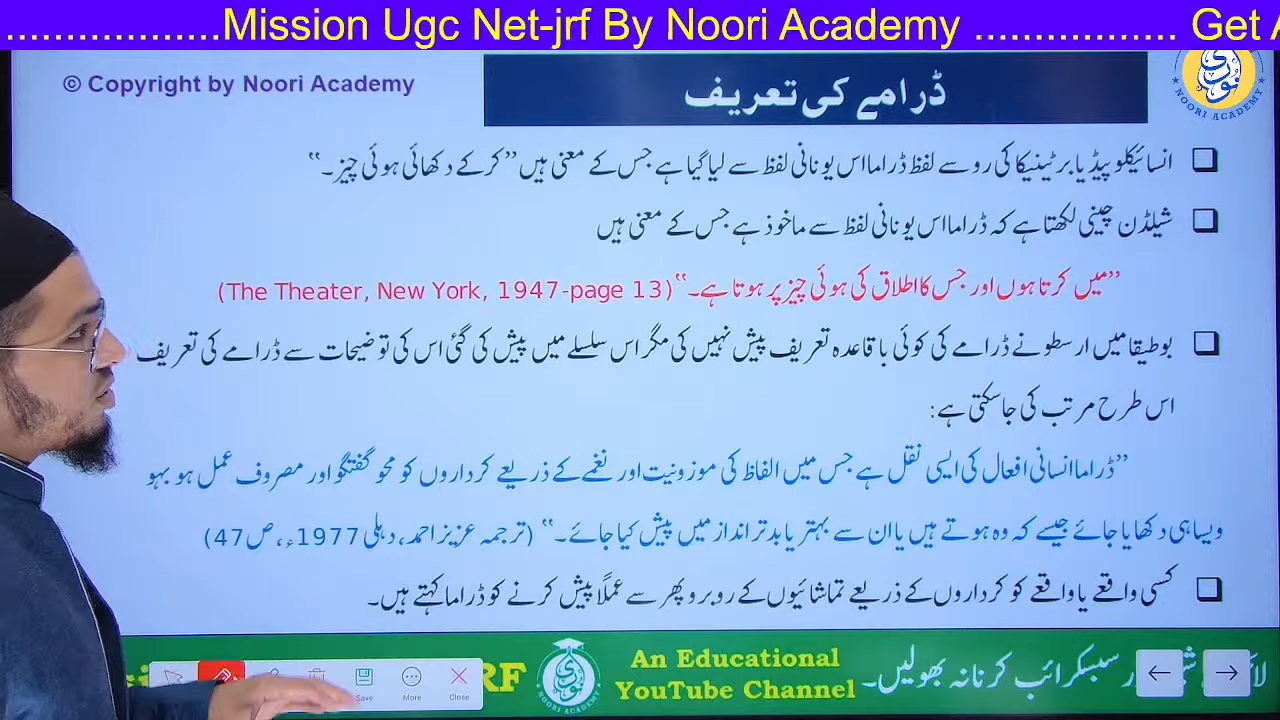 ..................Mission Ugc Net-jrf By Noori Academy ................. Get
© Copyright by Noori Academy
ڈرامے کی تعریف
NOORI ACADEMY
انسائیکلوپیڈیا برٹینیکا کی رو سے لفظ ڈراما اس یونانی لفظ سے لیا گیا ہے جس کے معنی ہیں ”کر کے دکھائی ہوئی چیز۔“
شیلڈن چینی لکھتا ہے کہ ڈراما اس یونانی لفظ سے ماخوذ ہے جس کے معنی ہیں
”میں کرتا ہوں اور جس کا اطلاق کی ہوئی چیز پر ہوتا ہے۔“ (The Theater, New York, 1947-page 13)
بوطیقا میں ارسطو نے ڈرامے کی کوئی باقاعدہ تعریف پیش نہیں کی مگر اس سلسلے میں پیش کی گئی اس کی توضیحات سے ڈرامے کی تعریف
اس طرح مرتب کی جاسکتی ہے:
”ڈراما انسانی افعال کی ایسی نقل ہے جس میں الفاظ کی موزونیت اور نغمے کے ذریعے کرداروں کو محو گفتگو اور مصروف عمل ہو بہو
ویسا ہی دکھایا جائے جیسے کہ وہ ہوتے ہیں یا ان سے بہتر یا بدتر انداز میں پیش کیا جائے۔“ (ترجمہ عزیز احمد، دہلی 1977ء، ص47)
کسی واقعے یا واقعے کو کرداروں کے ذریعے تماشائیوں کے روبرو پھر سے عملاً پیش کرنے کو ڈراما کہتے ہیں۔
RF
NOORI ACADEMY
An Educational
YouTube Channel
سبسکرائب کرنا نہ بھولیں۔
Save
More
Close